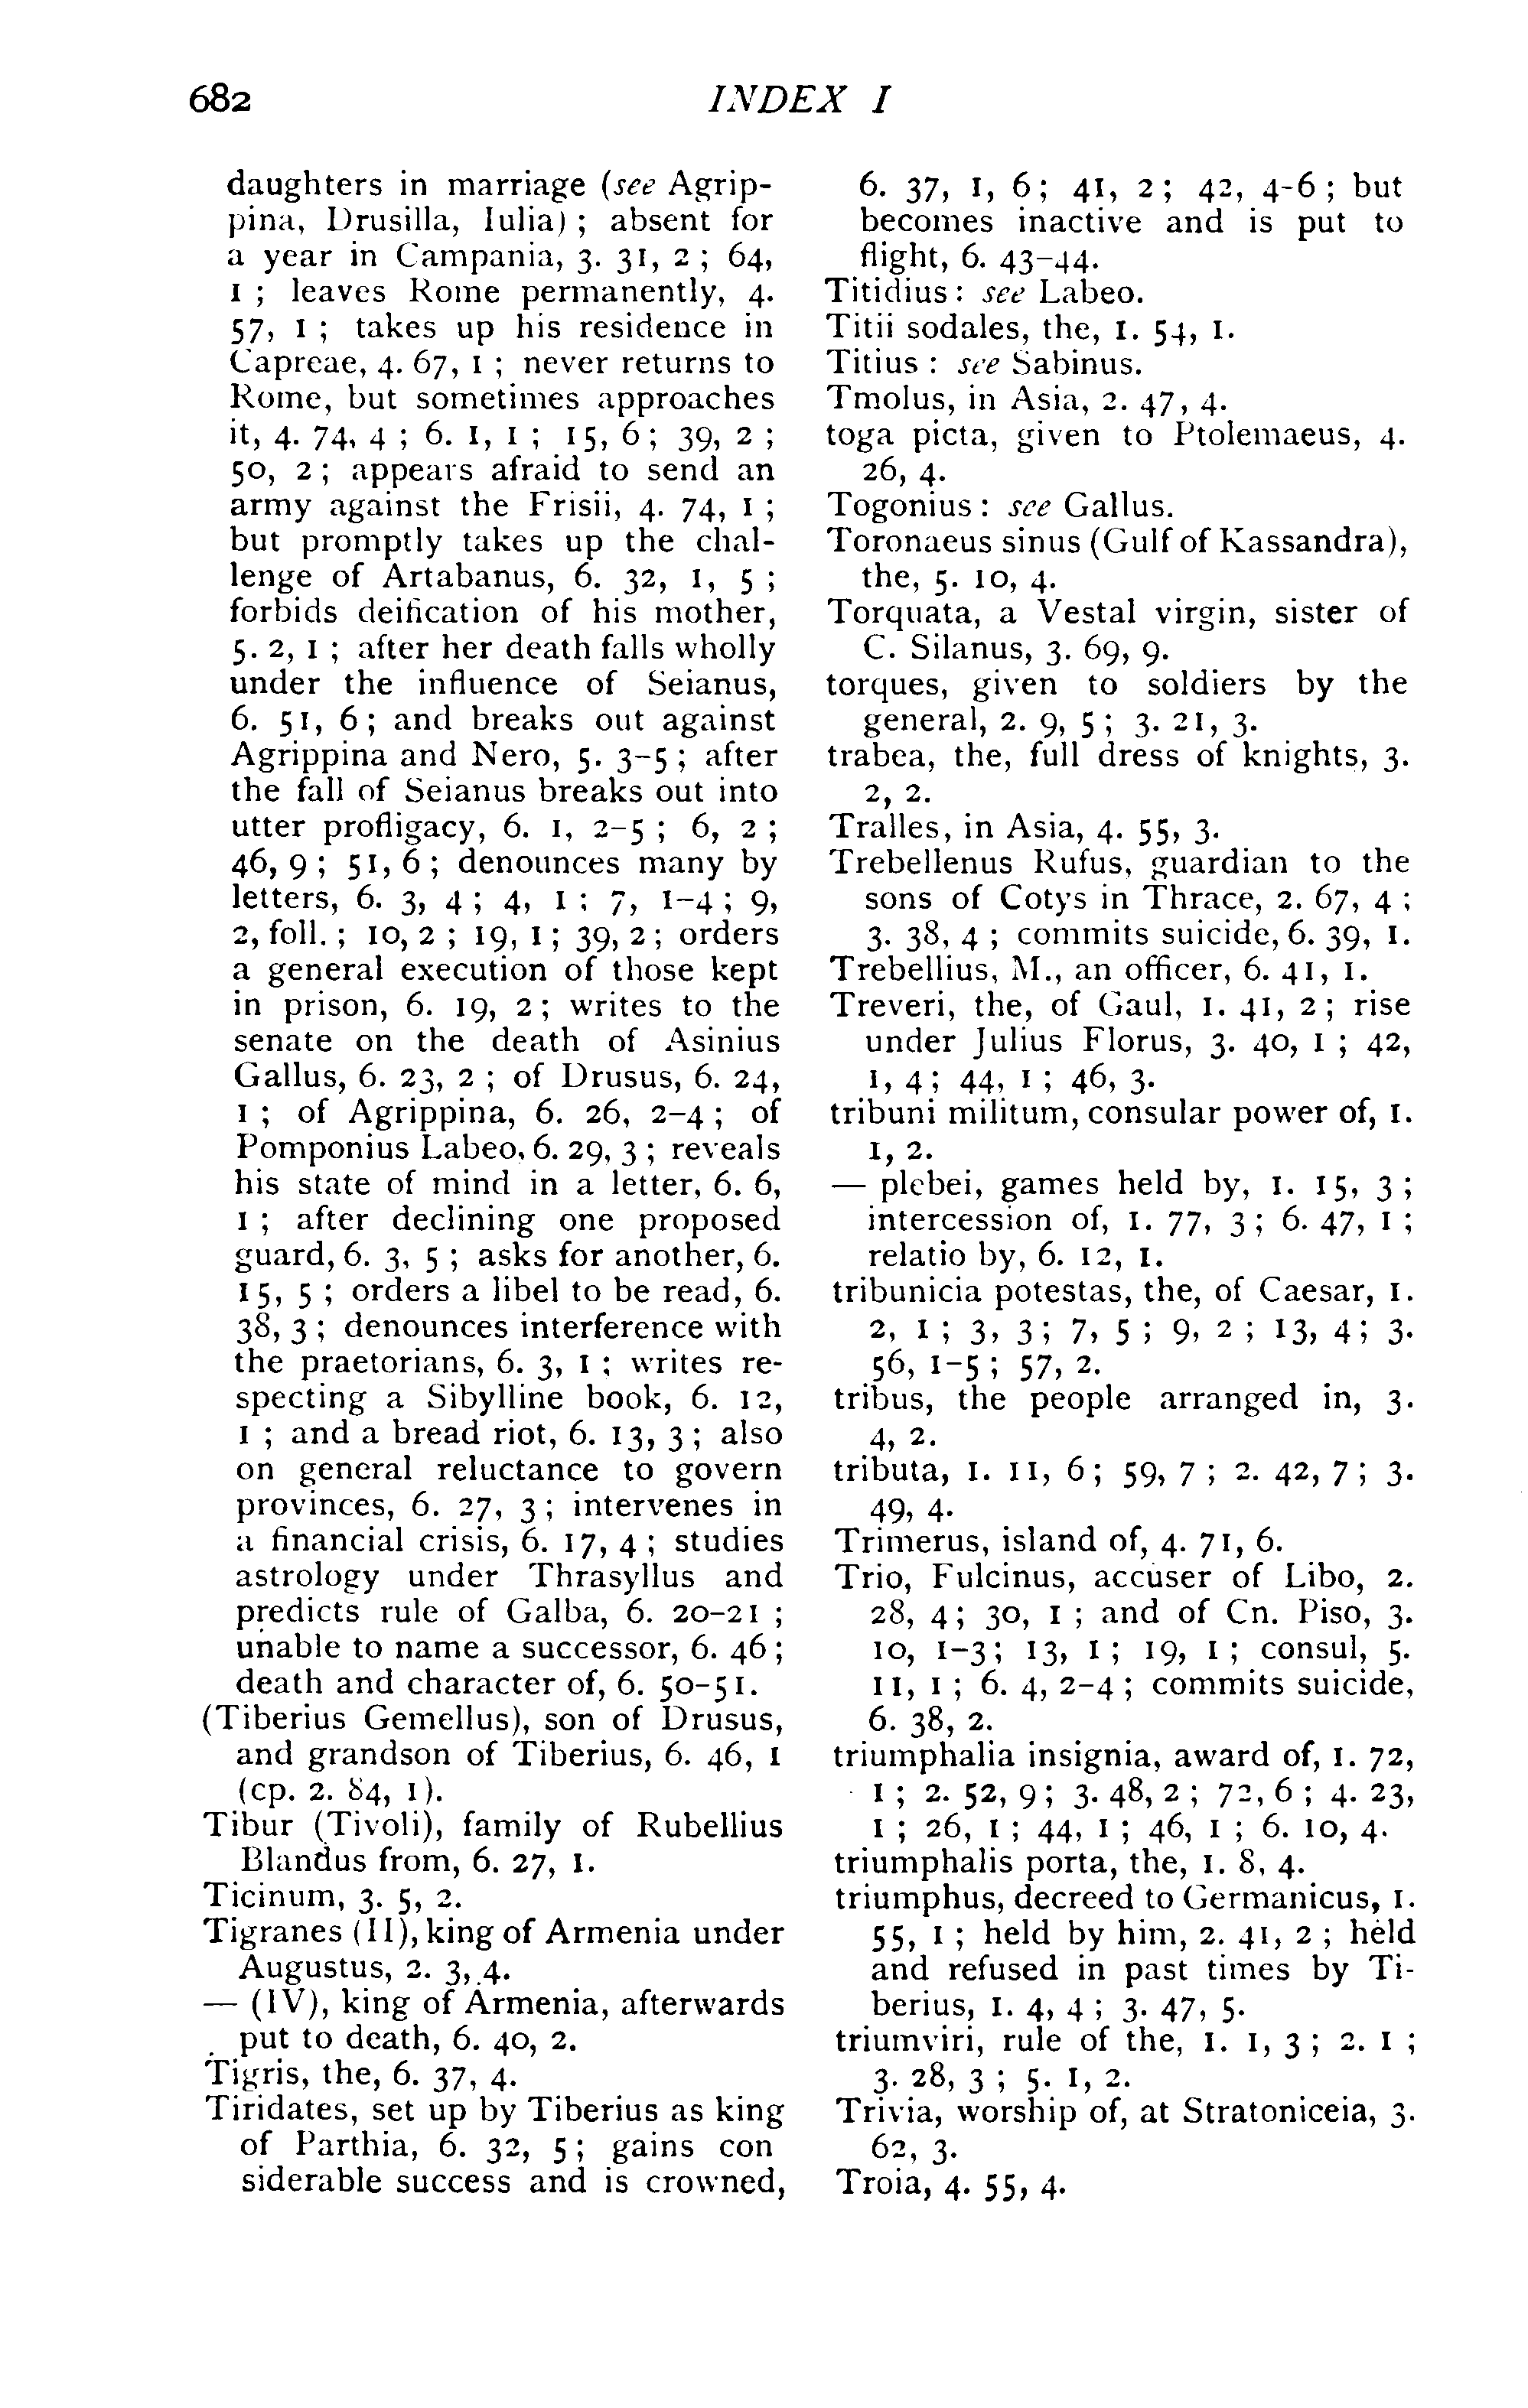 682
INDEX I
daughters in marriage (see Agrip-
pina, Drusilla, Iulia) ; absent for
a year in Campania, 3. 31, 2 ; 64,
1 ; leaves Rome permanently, 4.
57, 1 ; takes up his residence in
Capreae, 4. 67, 1 ; never returns to
Rome, but sometimes approaches
it, 4. 74, 4 ; 6. 1, 1 ; 15, 6 ; 39, 2 ;
50, 2 ; appears afraid to send an
army against the Frisii, 4. 74, 1 ;
but promptly takes up the chal-
lenge of Artabanus, 6. 32, 1, 5 ;
forbids deification of his mother,
5. 2, 1 ; after her death falls wholly
under the influence of Seianus,
6. 51, 6 ; and breaks out against
Agrippina and Nero, 5. 3-5 ; after
the fall of Seianus breaks out into
utter profligacy, 6. 1, 2-5 ; 6, 2 ;
46, 9 ; 51, 6 ; denounces many by
letters, 6. 3, 4 ; 4, 1 ; 7, 1-4 ; 9,
2, foll. ; 10, 2 ; 19, 1 ; 39, 2 ; orders
a general execution of those kept
in prison, 6. 19, 2 ; writes to the
senate on the death of Asinius
Gallus, 6. 23, 2 ; of Drusus, 6. 24,
1 ; of Agrippina, 6. 26, 2-4 ; of
Pomponius Labeo, 6. 29, 3 ; reveals
his state of mind in a letter, 6. 6,
1 ; after declining one proposed
guard, 6. 3, 5 ; asks for another, 6.
15, 5 ; orders a libel to be read, 6.
38, 3 ; denounces interference with
the praetorians, 6. 3, 1 ; writes re-
specting a Sibylline book, 6. 12,
1 ; and a bread riot, 6. 13, 3 ; also
on general reluctance to govern
provinces, 6. 27, 3 ; intervenes in
a financial crisis, 6. 17, 4 ; studies
astrology under Thrasyllus and
predicts rule of Galba, 6. 20-21 ;
unable to name a successor, 6. 46 ;
death and character of, 6. 50-51.
(Tiberius Gemellus), son of Drusus,
and grandson of Tiberius, 6. 46, 1
(cp. 2. 84, 1).
Tibur (Tivoli), family of Rubellius
Blandus from, 6. 27, 1.
Ticinum, 3. 5, 2.
Tigranes (II), king of Armenia under
Augustus, 2. 3, 4.
— (IV), king of Armenia, afterwards
put to death, 6. 40, 2.
Tigris, the, 6. 37, 4.
Tiridates, set up by Tiberius as king
of Parthia, 6. 32, 5 ; gains con
siderable success and is crowned,
6. 37, 1, 6 ; 41, 2 ; 42, 4-6 ; but
becomes inactive and is put to
flight, 6. 43-44.
Titidius : see Labeo.
Titii sodales, the, 1. 54, 1.
Titius : see Sabinus.
Tmolus, in Asia, 2. 47, 4.
toga picta, given to Ptolemaeus, 4.
26, 4.
Togonius : see Gallus.
Toronaeus sinus (Gulf of Kassandra),
the, 5. 10, 4.
Torquata, a Vestal virgin, sister of
C. Silanus, 3. 69, 9.
torques, given to soldiers by the
general, 2. 9, 5 ; 3. 21, 3.
trabea, the, full dress of knights, 3.
2, 2.
Tralles, in Asia, 4. 55, 3.
Trebellenus Rufus, guardian to the
sons of Cotys in Thrace, 2. 67, 4 ;
3. 38, 4 ; commits suicide, 6. 39, 1.
Trebellius, M., an officer, 6. 41, 1.
Treveri, the, of Gaul, 1. 41, 2 ; rise
under Julius Florus, 3. 40, 1 ; 42,
1, 4 ; 44, 1 ; 46, 3.
tribuni militum, consular power of, 1.
1, 2.
— plebei, games held by, 1. 15, 3 ;
intercession of, 1. 77, 3 ; 6. 47, 1 ;
relatio by, 6. 12, 1.
tribunicia potestas, the, of Caesar, 1.
2, 1 ; 3, 3 ; 7, 5 ; 9, 2 ; 13, 4 ; 3.
56, 1-5 ; 57, 2.
tribus, the people arranged in, 3.
4, 2.
tributa, 1. 11, 6 ; 59, 7 ; 2. 42, 7 ; 3.
49, 4.
Trimerus, island of, 4. 71, 6.
Trio, Fulcinus, accuser of Libo, 2.
28, 4 ; 30, 1 ; and of Cn. Piso, 3.
10, 1-3 ; 13, 1 ; 19, 1 ; consul, 5.
11, 1 ; 6. 4, 2-4 ; commits suicide,
6. 38, 2.
triumphalia insignia, award of, 1. 72,
1 ; 2. 52, 9 ; 3. 48, 2 ; 72, 6 ; 4. 23,
1 ; 26, 1 ; 44, 1 ; 46, 1 ; 6. 10, 4.
triumphalis porta, the, 1. 8, 4.
triumphus, decreed to Germanicus, 1.
55, 1 ; held by him, 2. 41, 2 ; held
and refused in past times by Ti-
berius, 1. 4, 4 ; 3. 47, 5.
triumviri, rule of the, 1. 1, 3 ; 2. 1 ;
3. 28, 3 ; 5. 1, 2.
Trivia, worship of, at Stratoniceia, 3.
62, 3.
Troia, 4. 55, 4.